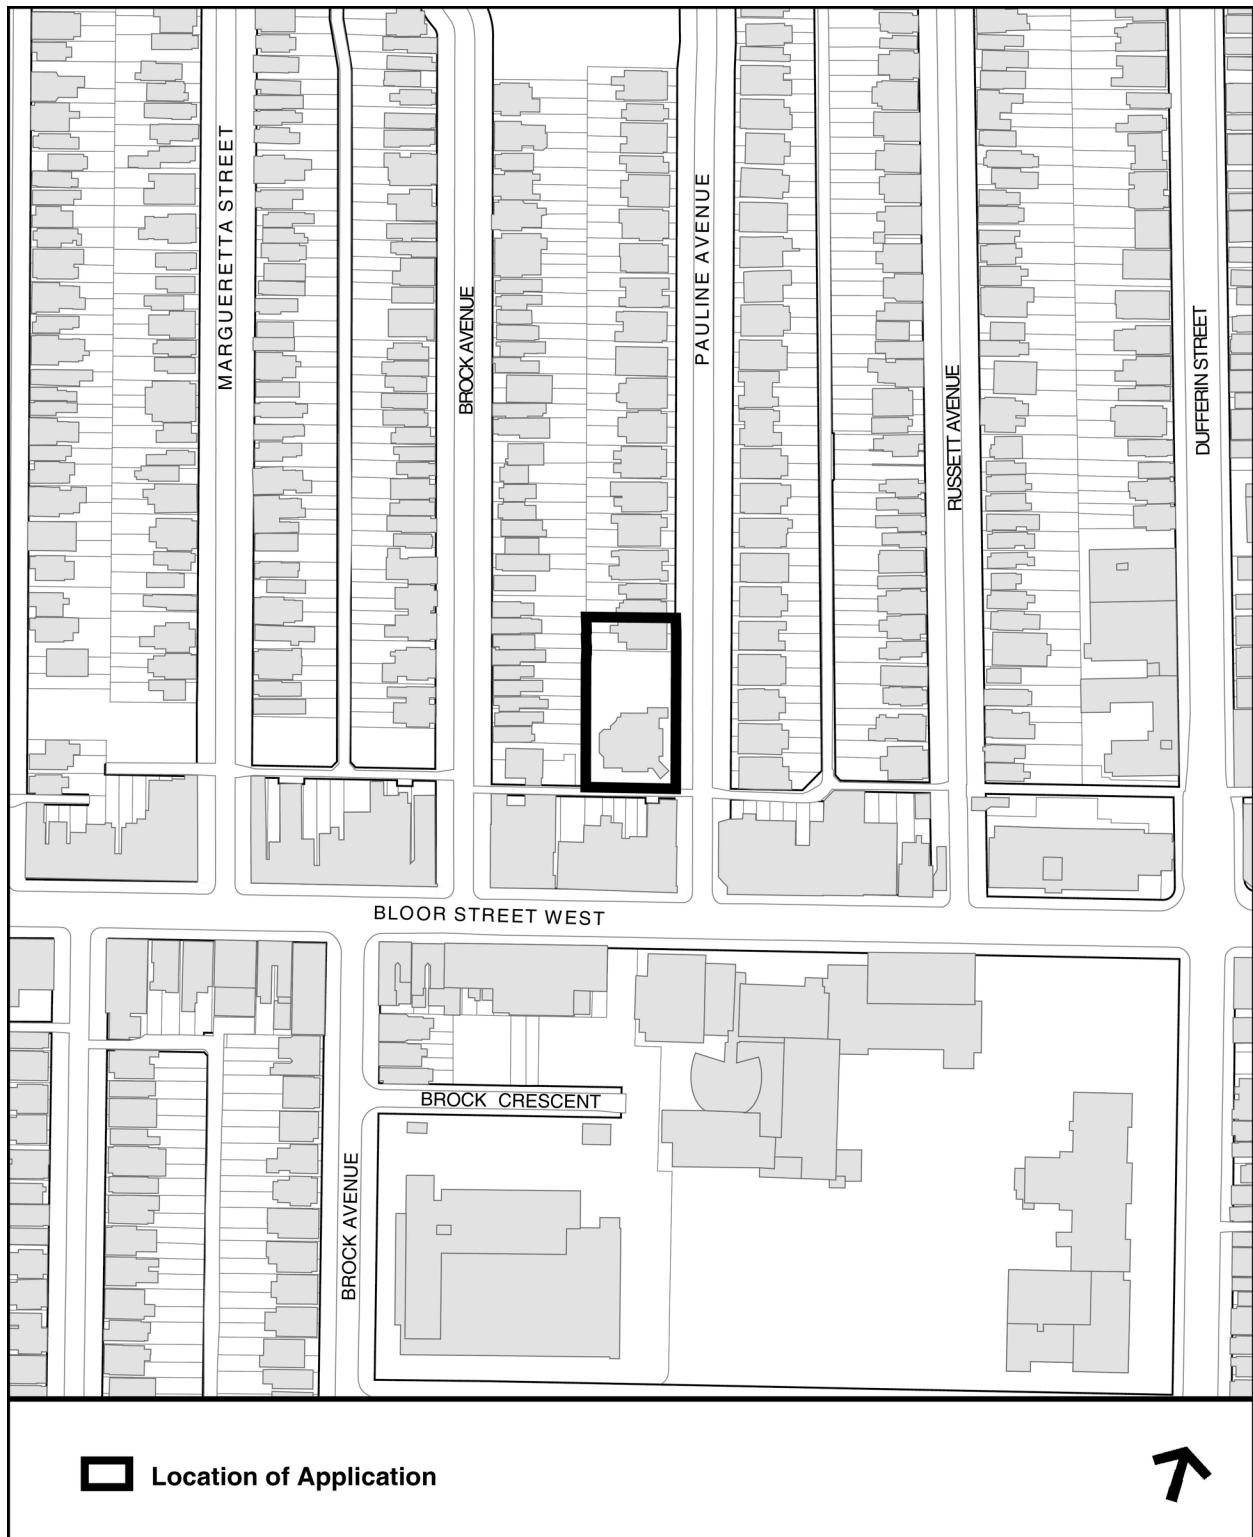 MARGUERETTA STREET
BROCK AVENUE
PAULINE AVENUE
RUSSETT AVENUE
DUFFERIN STREET
BLOOR STREET WEST
BROCK CRESCENT
BROCK AVENUE
Location of Application